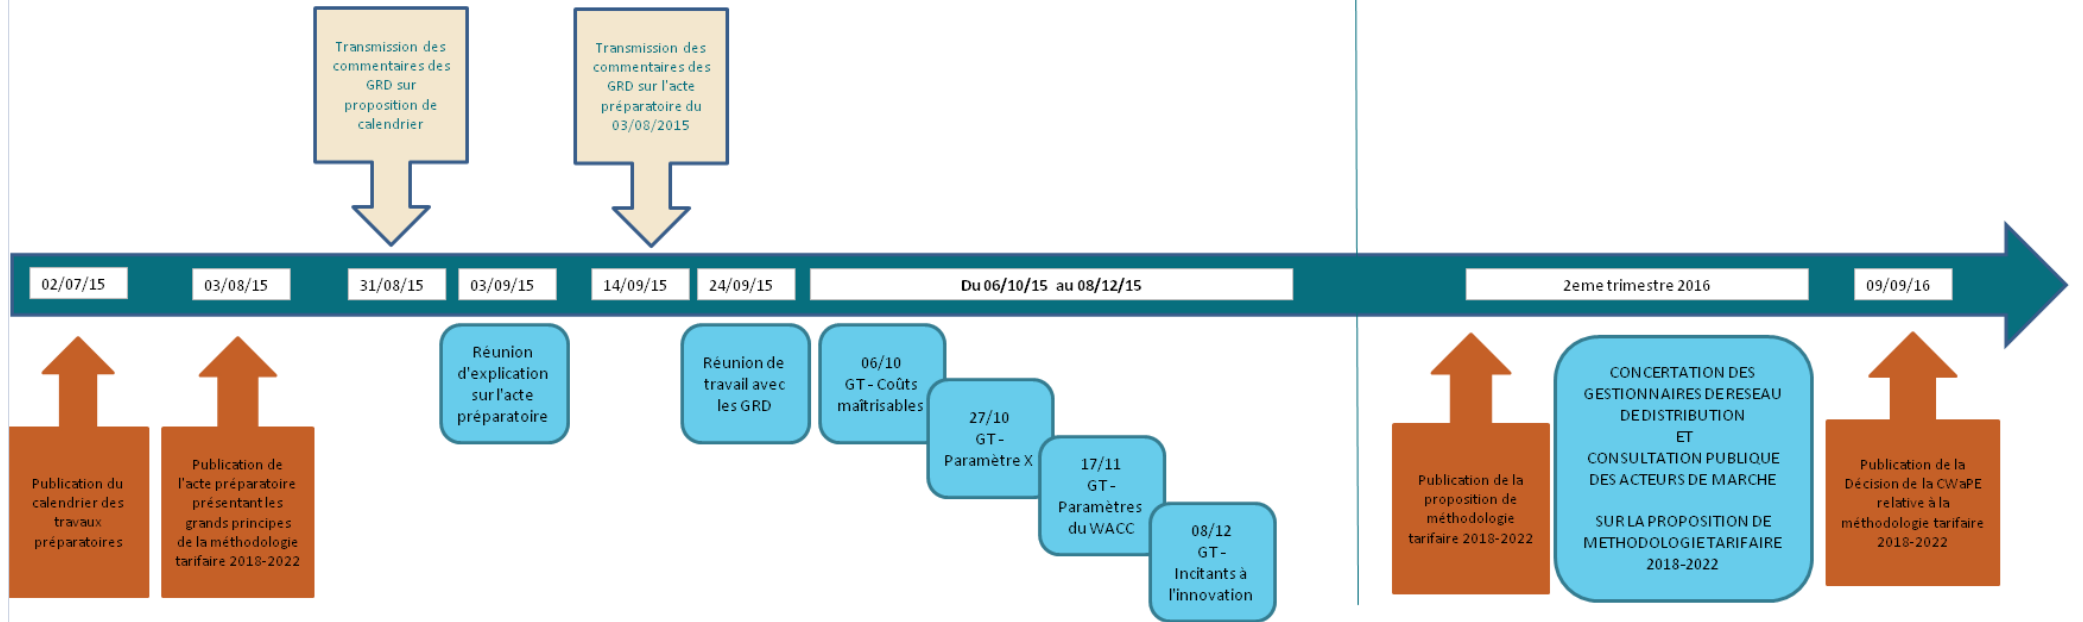 Transmission des
commentaires des
GRD sur
proposition de
calendrier
Transmission des
commentaires des
GRD sur l'acte
préparatoire du
03/08/2015
02/07/15
03/08/15
31/08/15
03/09/15
14/09/15
24/09/15
Du 06/10/15 au 08/12/15
2eme trimestre 2016
09/09/16
Publication du
calendrier des
travaux
préparatoires
Publication de
l'acte préparatoire
présentant les
grands principes
de la méthodologie
tarifaire 2018-2022
Réunion
d'explication
sur l'acte
préparatoire
Réunion de
travail avec
les GRD
06/10
GT - Coûts
maîtrisables
27/10
GT -
Paramètre X
17/11
GT -
Paramètres
du WACC
08/12
GT -
Incitants à
l'innovation
Publication de la
proposition de
méthodologie
tarifaire 2018-2022
CONCERTATION DES
GESTIONNAIRES DE RESEAU
DE DISTRIBUTION
ET
CONSULTATION PUBLIQUE
DES ACTEURS DE MARCHE
SUR LA PROPOSITION DE
METHODOLOGIE TARIFAIRE
2018-2022
Publication de la
Décision de la CWaPE
relative à la
méthodologie tarifaire
2018-2022